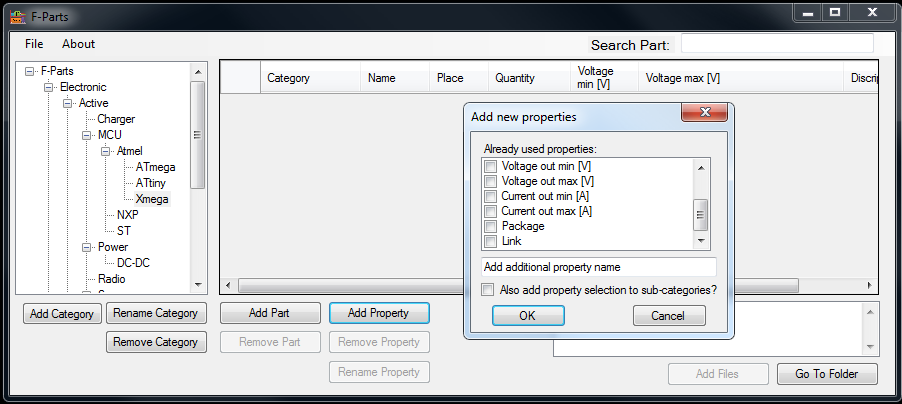 F-Parts
File About
Search Part:
F-Parts
Electronic
Active
Charger
MCU
Atmel
ATmega
ATtiny
Xmega
NXP
ST
Power
DC-DC
Radio
Category Name Place Quantity Voltage min [V] Voltage max [V] Discrip
Add new properties
Already used properties:
Voltage out min [V]
Voltage out max [V]
Current out min [A]
Current out max [A]
Package
Link
Add additional property name
Also add property selection to sub-categories?
OK Cancel
Add Category Rename Category Add Part Add Property
Remove Category Remove Part Remove Property
Rename Property Add Files Go To Folder